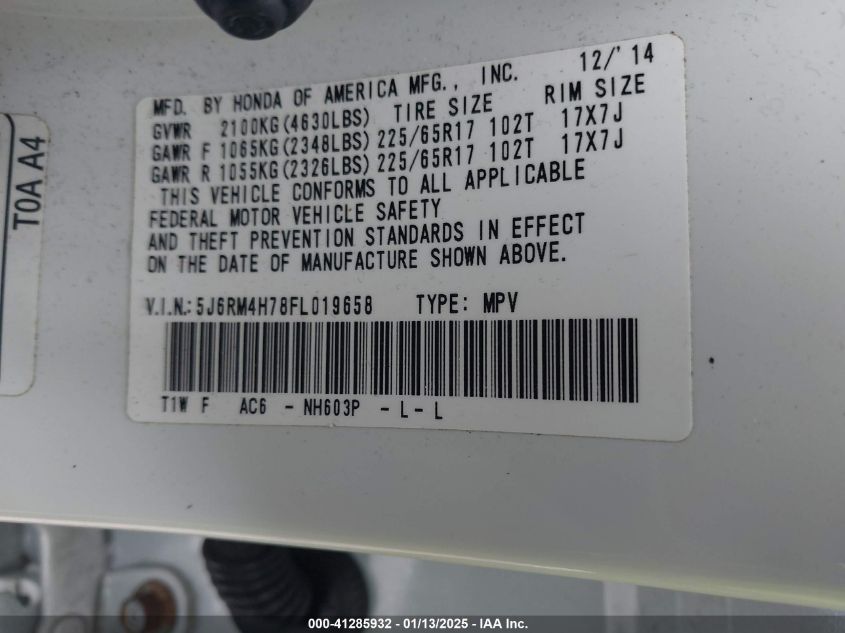 MFD. BY HONDA OF AMERICA MFG., INC. 12/'14
GVWR 2100KG(4630LBS) TIRE SIZE RIM SIZE
GAWR F 1065KG(2348LBS) 225/65R17 102T 17X7J
GAWR R 1055KG(2326LBS) 225/65R17 102T 17X7J
THIS VEHICLE CONFORMS TO ALL APPLICABLE
FEDERAL MOTOR VEHICLE SAFETY
AND THEFT PREVENTION STANDARDS IN EFFECT
ON THE DATE OF MANUFACTURE SHOWN ABOVE.
V.I.N.: 5J6RM4H78FL019658 TYPE: MPV
T1W F AC6 - NH603P - L - L
T0A A4
000-41285932 - 01/13/2025 - IAA Inc.